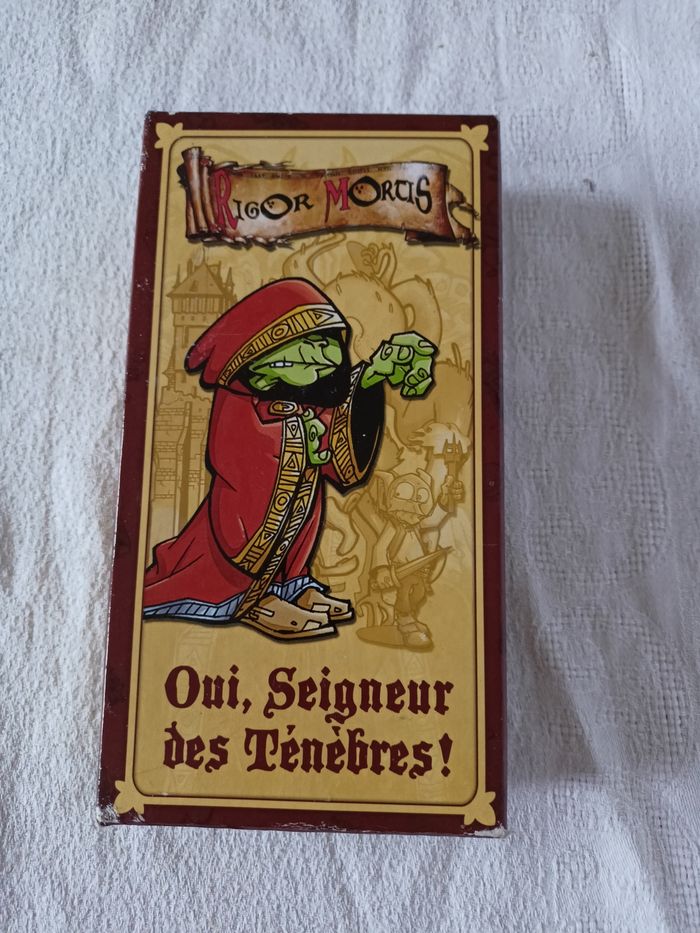 Rigor Mortis
Oui, Seigneur
des Ténèbres!